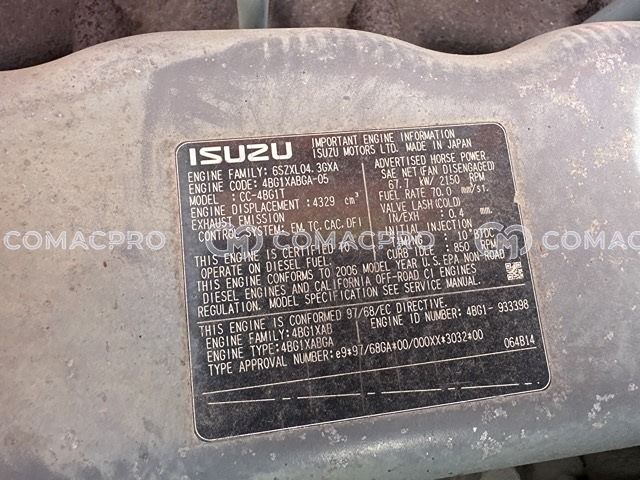 ISUZU
IMPORTANT ENGINE INFORMATION
ISUZU MOTORS LTD. MADE IN JAPAN
ENGINE FAMILY: 6SZXL04.3GXA
ENGINE CODE: 4BG1XABGA-05
MODEL: CC-4BG1T
ENGINE DISPLACEMENT: 4329 cm³
EXHAUST EMISSION
CONTROL SYSTEM: EM, TC, CAC, DFI
ADVERTISED HORSE POWER.
SAE NET(FAN DISENGAGED)
67.7 kW/ 2150 RPM
FUEL RATE: 70.0 mm³/st.
VALVE LASH (COLD)
IN/EXH: 0.4 mm
INITIAL INJECTION
TIMING: BTDC
CURB IDLE: 850 RPM
THIS ENGINE IS CERTIFIED TO
OPERATE ON DIESEL FUEL.
THIS ENGINE CONFORMS TO 2006 MODEL YEAR U.S.EPA NON-ROAD
DIESEL ENGINES AND CALIFORNIA OFF-ROAD CI ENGINES
REGULATION. MODEL SPECIFICATION SEE SERVICE MANUAL.
THIS ENGINE IS CONFORMED 97/68/EC DIRECTIVE.
ENGINE FAMILY: 4BG1XAB
ENGINE ID NUMBER: 4BG1- 933398
ENGINE TYPE: 4BG1XABGA
TYPE APPROVAL NUMBER: e9*97/68GA*00/000XX*3032*00
064B14
COMACPRO
COMACPRO
COMACPRO